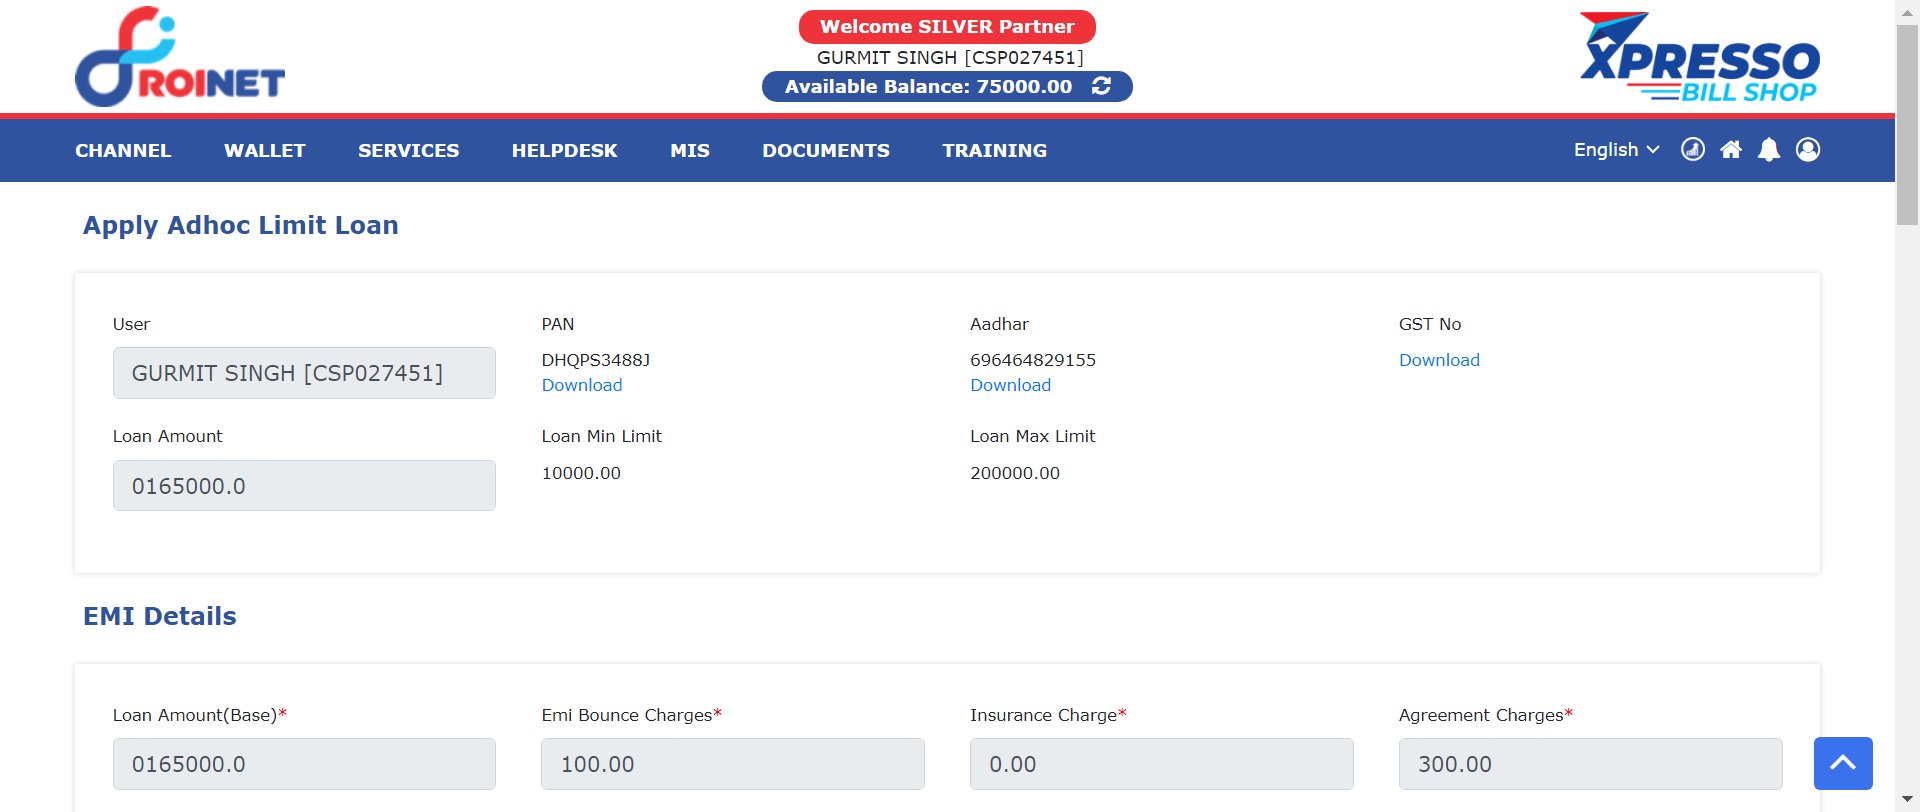 ROINET
Welcome SILVER Partner
GURMIT SINGH [CSP027451]
Available Balance: 75000.00
XPRESSO
BILL SHOP
CHANNEL WALLET SERVICES HELPDESK MIS DOCUMENTS TRAINING English
Apply Adhoc Limit Loan
User PAN Aadhar GST No
GURMIT SINGH [CSP027451] DHQPS3488J 696464829155 Download
Download Download
Loan Amount Loan Min Limit Loan Max Limit
0165000.0 10000.00 200000.00
EMI Details
Loan Amount(Base)* Emi Bounce Charges* Insurance Charge* Agreement Charges*
0165000.0 100.00 0.00 300.00